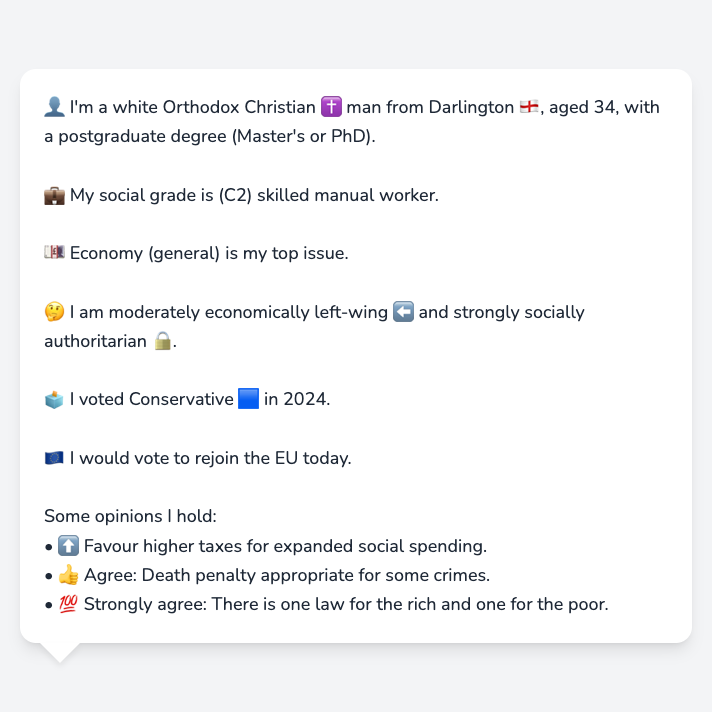 👤 I'm a white Orthodox Christian ✝️ man from Darlington 🏴󠁧󠁢󠁥󠁮󠁧󠁿, aged 34, with
a postgraduate degree (Master's or PhD).
💼 My social grade is (C2) skilled manual worker.
💷 Economy (general) is my top issue.
🤔 I am moderately economically left-wing ⬅️ and strongly socially
authoritarian 🔒.
🗳️ I voted Conservative 🟦 in 2024.
🇪🇺 I would vote to rejoin the EU today.
Some opinions I hold:
• ⬆️ Favour higher taxes for expanded social spending.
• 👍 Agree: Death penalty appropriate for some crimes.
• 💯 Strongly agree: There is one law for the rich and one for the poor.